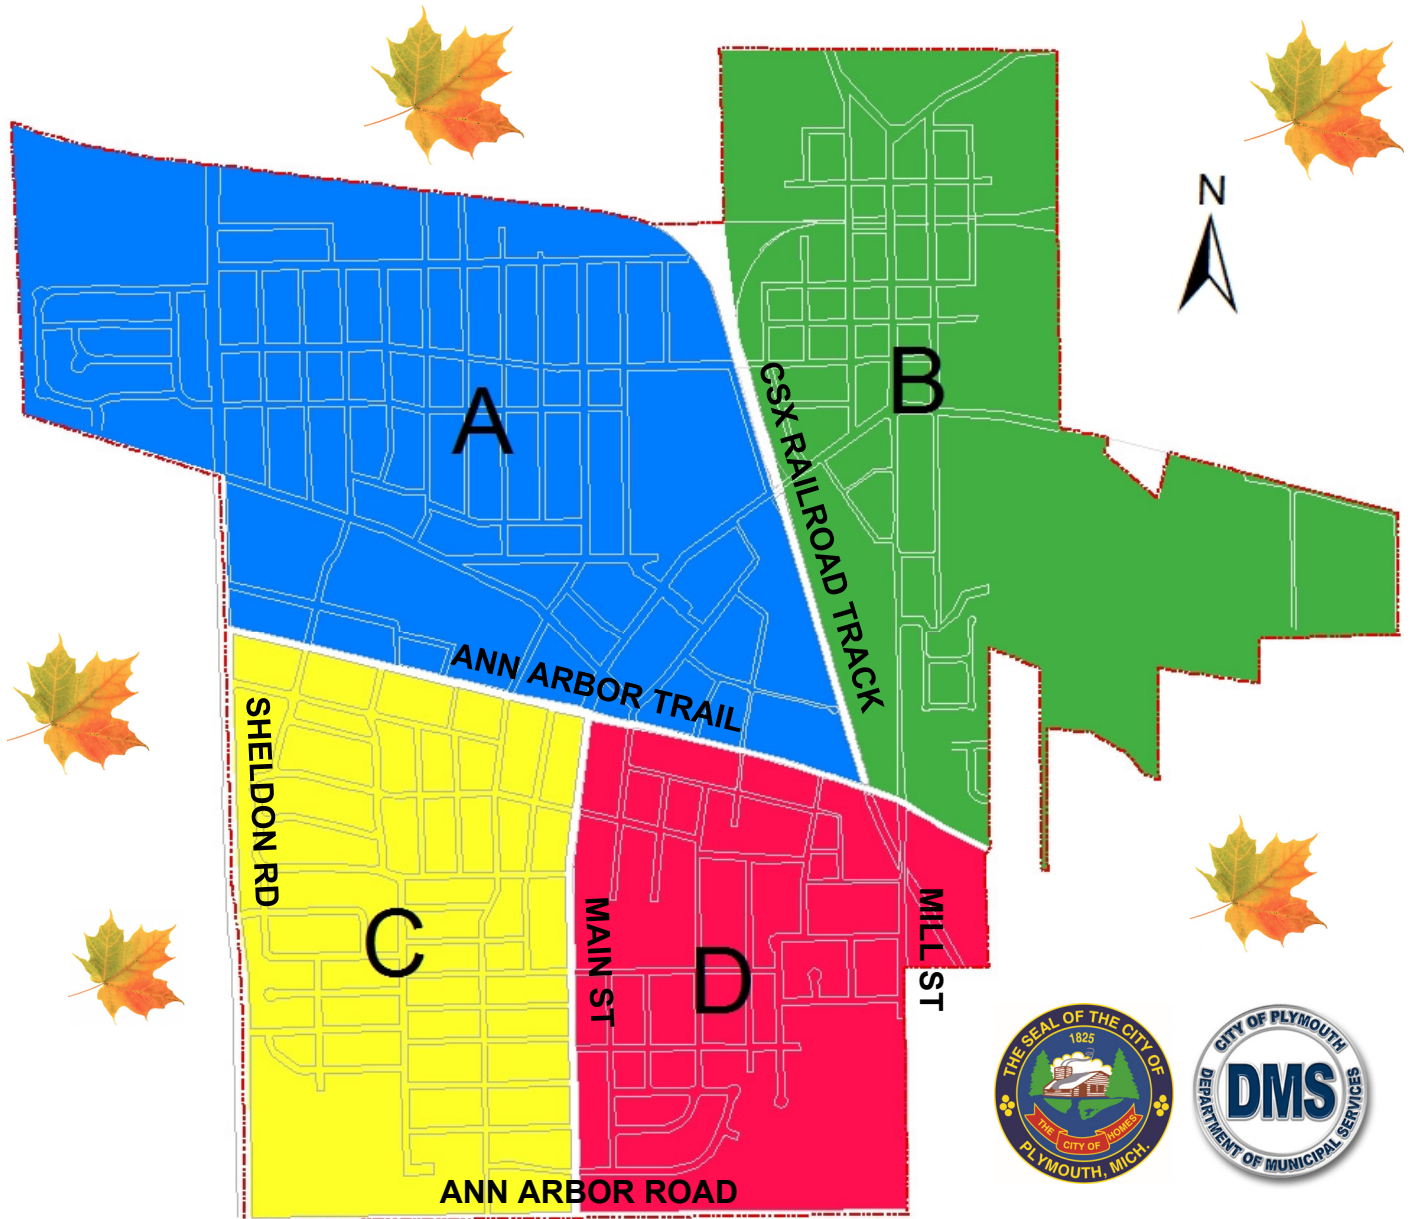 N
A
B
CSX RAILROAD TRACK
ANN ARBOR TRAIL
SHELDON RD
C
MAIN ST
D
MILL ST
ANN ARBOR ROAD
THE SEAL OF THE CITY OF
1825
THE
CITY OF
HOMES
PLYMOUTH, MICH.
CITY OF PLYMOUTH
DMS
DEPARTMENT OF MUNICIPAL SERVICES